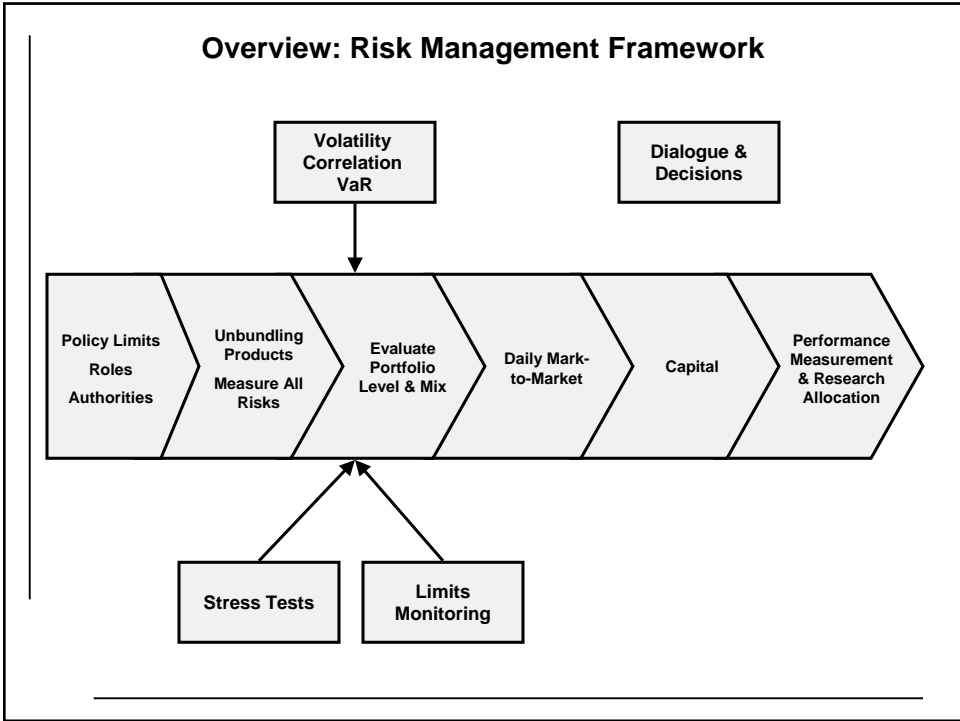 Overview: Risk Management Framework
Volatility
Correlation
VaR
Dialogue &
Decisions
Policy Limits
Roles
Authorities
Unbundling
Products
Measure All
Risks
Evaluate
Portfolio
Level & Mix
Daily Mark-
to-Market
Capital
Performance
Measurement
& Research
Allocation
Stress Tests
Limits
Monitoring